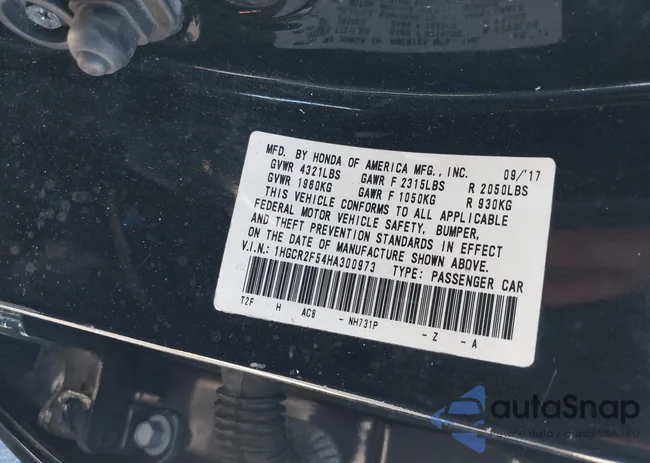 MFD. BY HONDA OF AMERICA MFG., INC. 09/'17
GVWR 4321LBS GAWR F 2315LBS R 2050LBS
GVWR 1960KG GAWR F 1050KG R 930KG
THIS VEHICLE CONFORMS TO ALL APPLICABLE
FEDERAL MOTOR VEHICLE SAFETY, BUMPER,
AND THEFT PREVENTION STANDARDS IN EFFECT
ON THE DATE OF MANUFACTURE SHOWN ABOVE.
V.I.N.: 1HGCR2F54HA300973 TYPE: PASSENGER CAR
T2F H AC8 - NH731P - Z - A
autaSnap